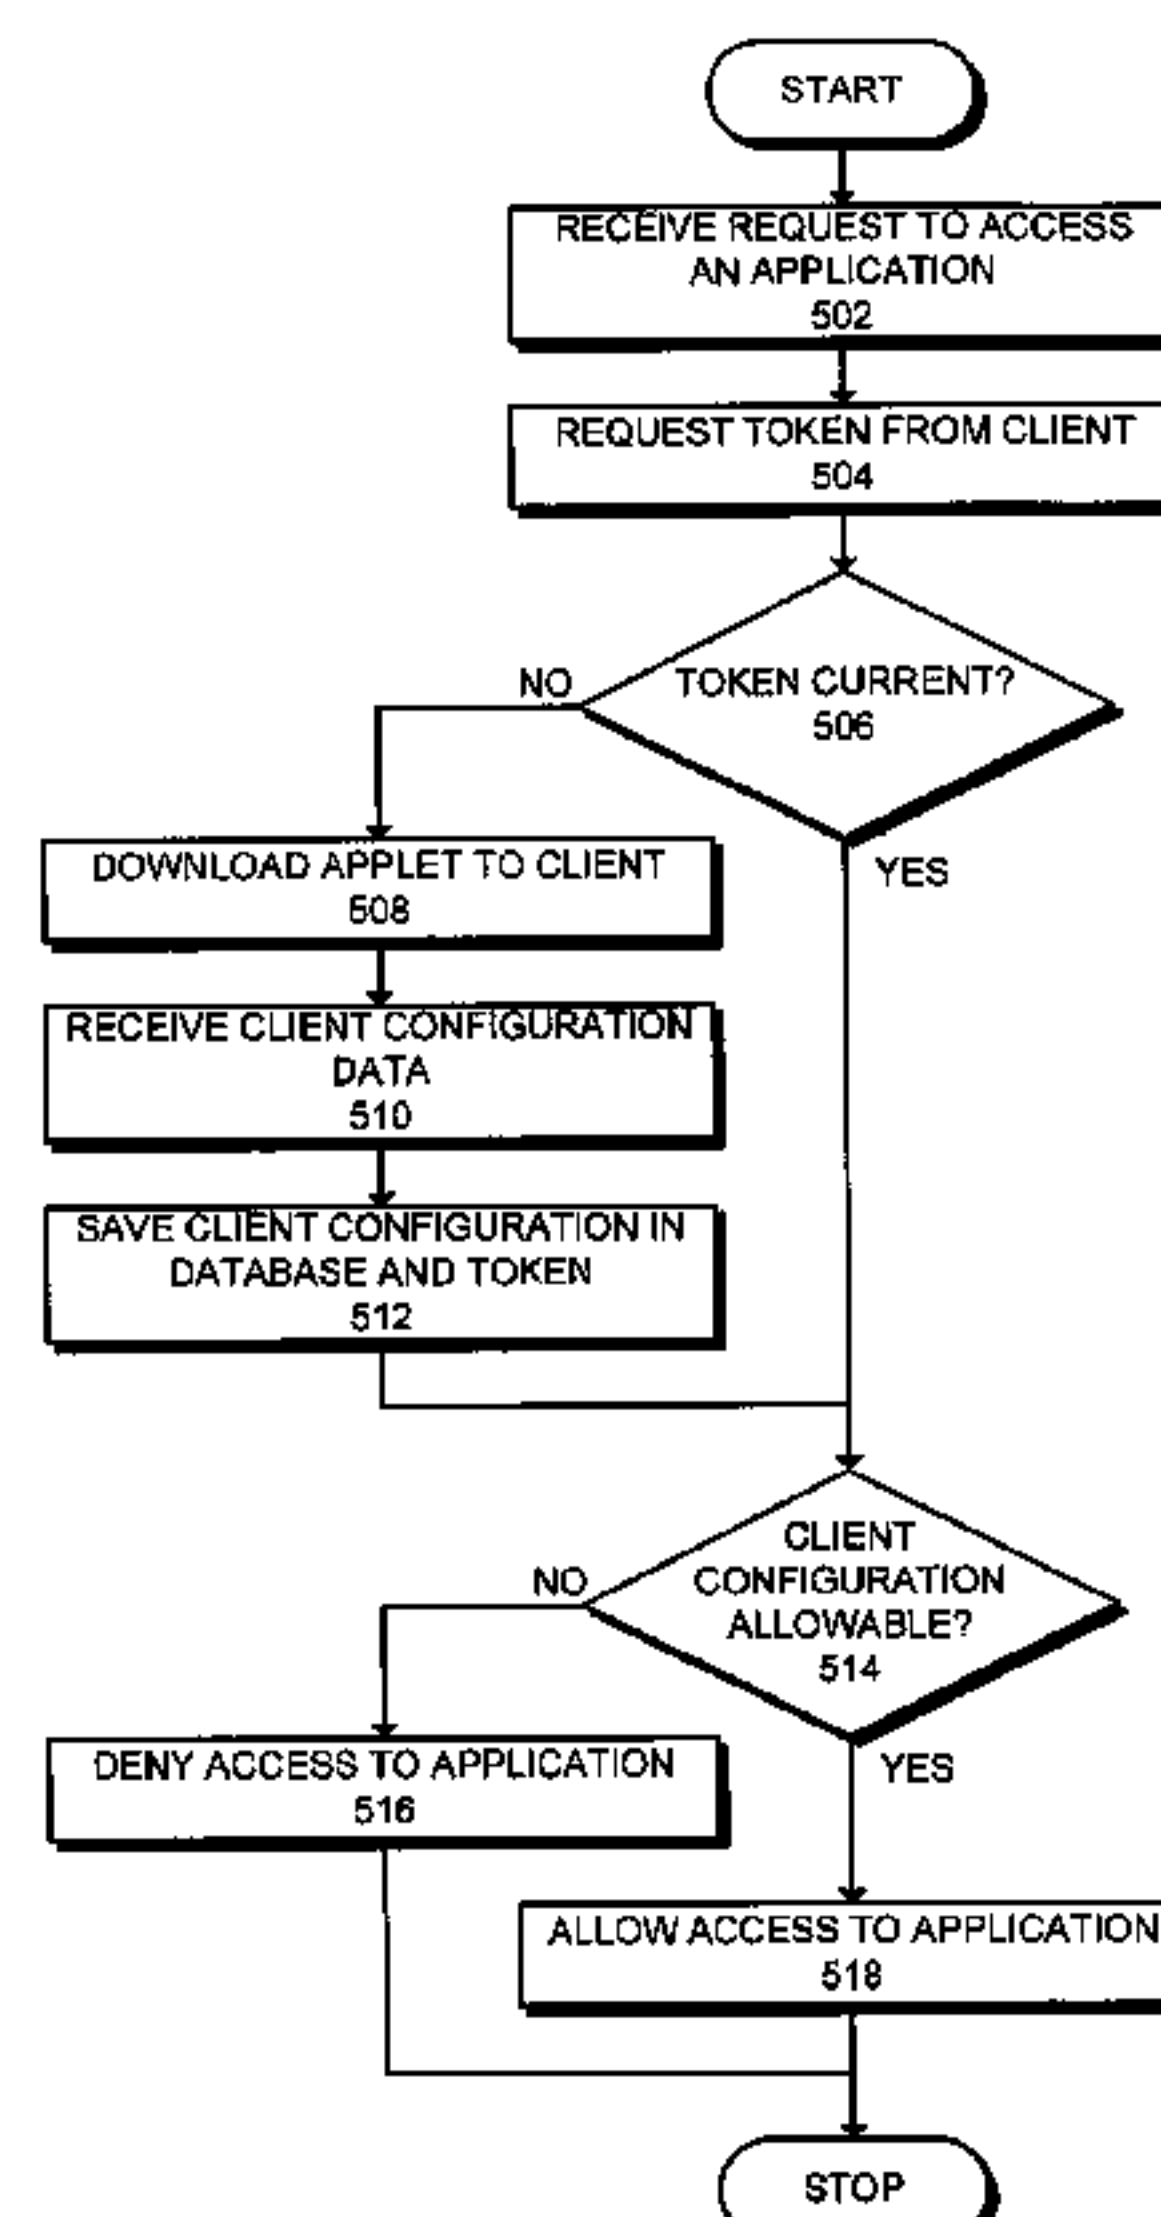 START
RECEIVE REQUEST TO ACCESS
AN APPLICATION
502
REQUEST TOKEN FROM CLIENT
504
TOKEN CURRENT?
506
NO
YES
DOWNLOAD APPLET TO CLIENT
508
RECEIVE CLIENT CONFIGURATION
DATA
510
SAVE CLIENT CONFIGURATION IN
DATABASE AND TOKEN
512
CLIENT
CONFIGURATION
ALLOWABLE?
514
NO
YES
DENY ACCESS TO APPLICATION
516
ALLOW ACCESS TO APPLICATION
518
STOP